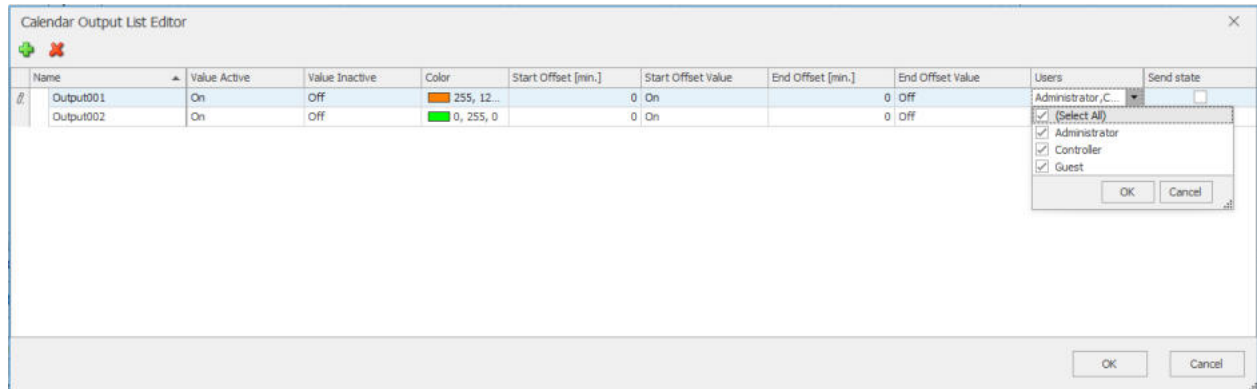 Calendar Output List Editor
Name Value Active Value Inactive Color Start Offset [min.] Start Offset Value End Offset [min.] End Offset Value Users Send state
Output001 On Off 255, 12... 0 On 0 Off Administrator,C...
Output002 On Off 0, 255, 0 0 On 0 Off
(Select All)
Administrator
Controller
Guest
OK Cancel
OK Cancel